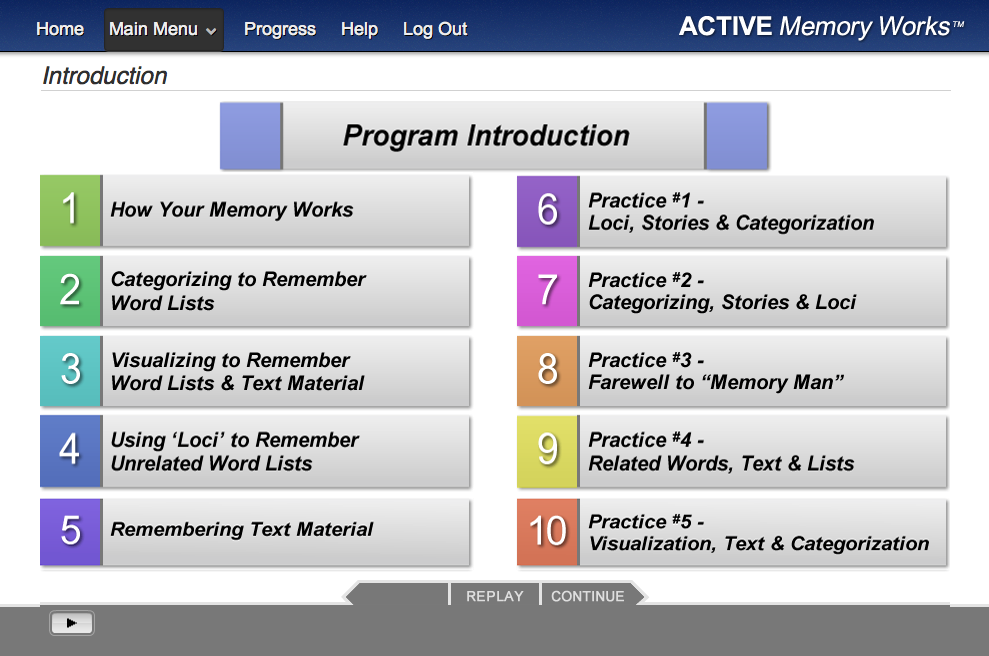 Home Main Menu Progress Help Log Out ACTIVE Memory Works™
Introduction
Program Introduction
1 How Your Memory Works
2 Categorizing to Remember
Word Lists
3 Visualizing to Remember
Word Lists & Text Material
4 Using ‘Loci’ to Remember
Unrelated Word Lists
5 Remembering Text Material
6 Practice #1 -
Loci, Stories & Categorization
7 Practice #2 -
Categorizing, Stories & Loci
8 Practice #3 -
Farewell to “Memory Man”
9 Practice #4 -
Related Words, Text & Lists
10 Practice #5 -
Visualization, Text & Categorization
REPLAY CONTINUE